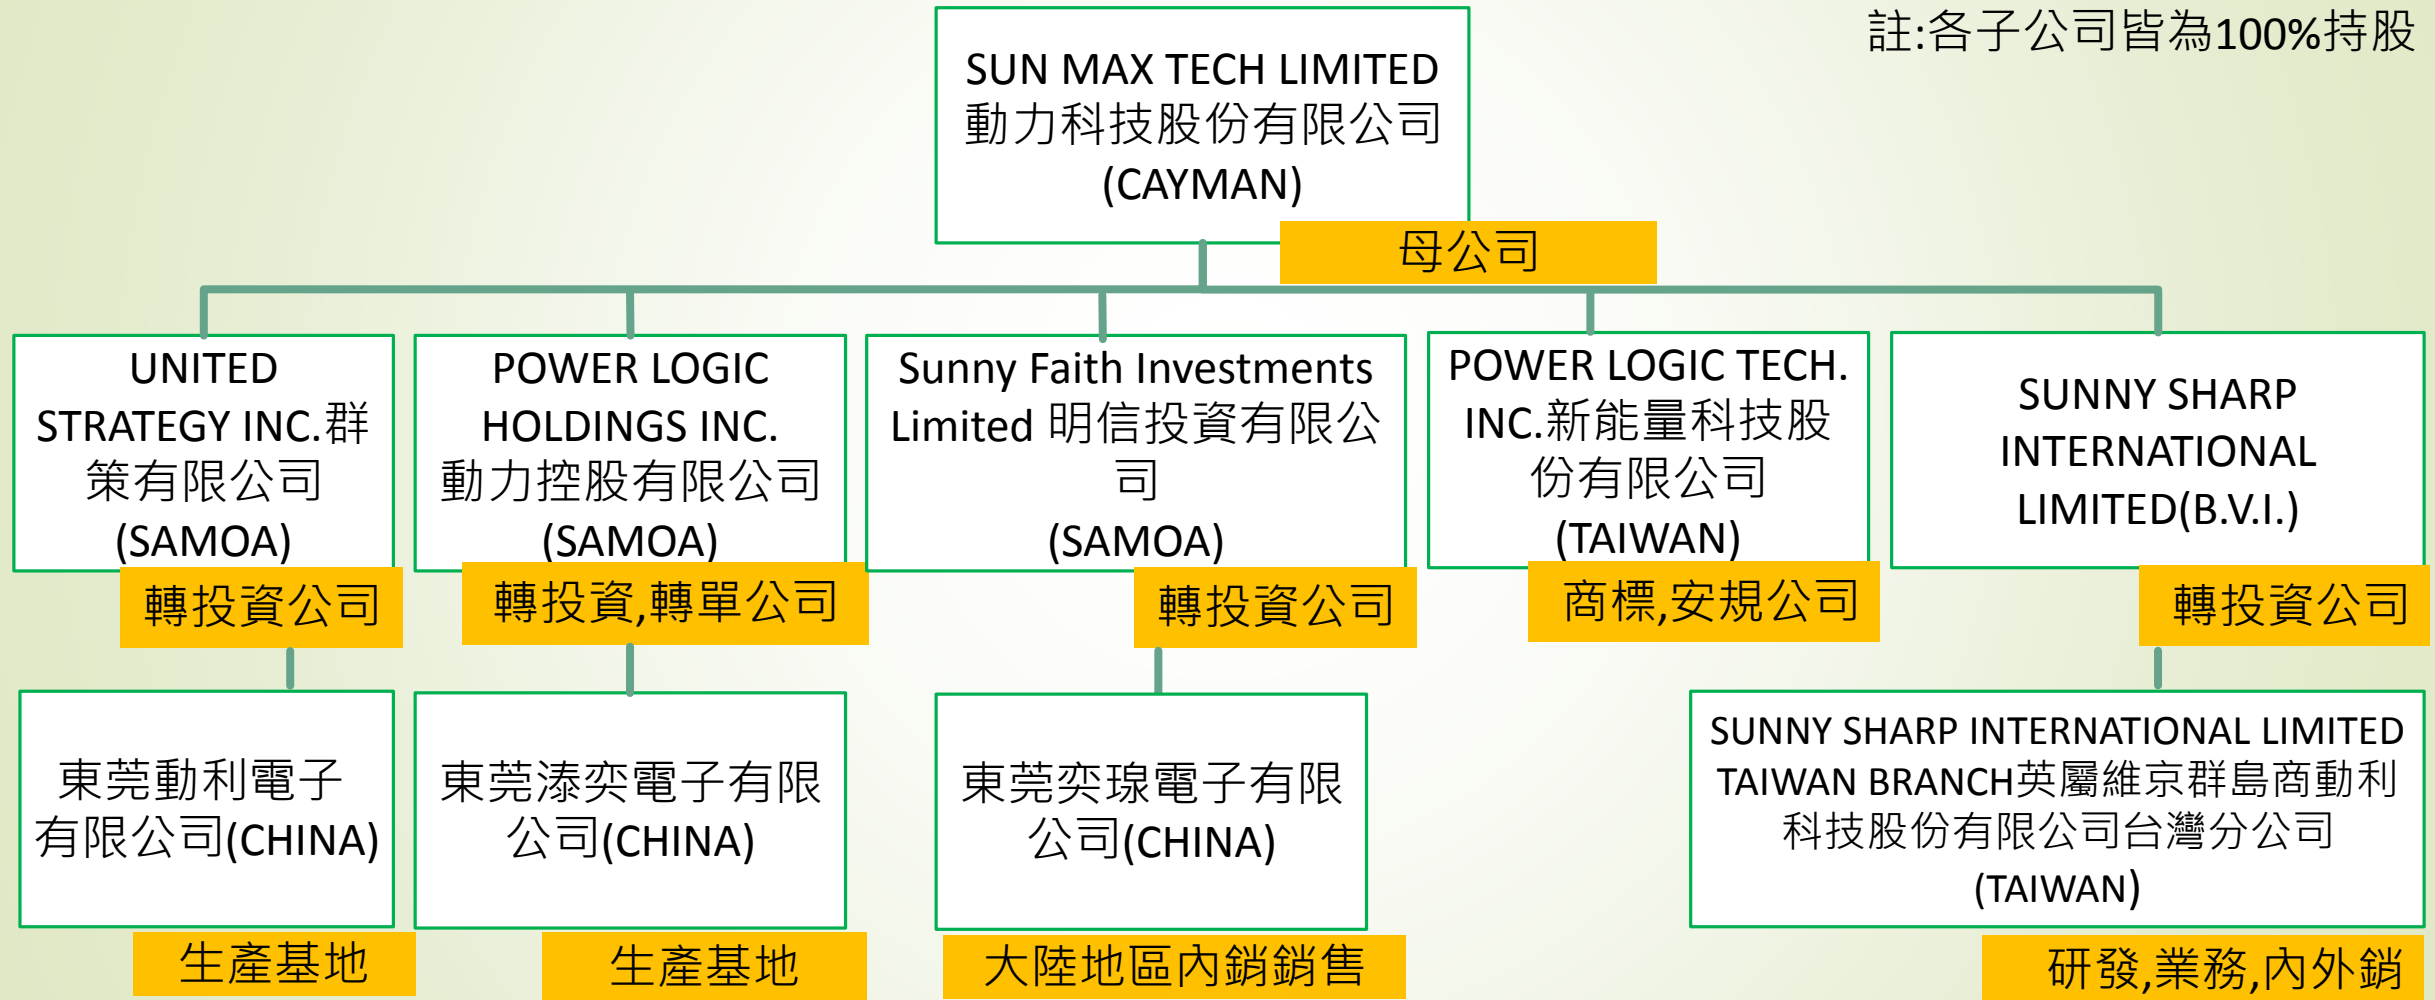 註:各子公司皆為100%持股
SUN MAX TECH LIMITED
動力科技股份有限公司
(CAYMAN)
母公司
UNITED
STRATEGY INC.群
策有限公司
(SAMOA)
轉投資公司
POWER LOGIC
HOLDINGS INC.
動力控股有限公司
(SAMOA)
轉投資,轉單公司
Sunny Faith Investments
Limited 明信投資有限公
司
(SAMOA)
轉投資公司
POWER LOGIC TECH.
INC.新能量科技股
份有限公司
(TAIWAN)
商標,安規公司
SUNNY SHARP
INTERNATIONAL
LIMITED(B.V.I.)
轉投資公司
東莞動利電子
有限公司(CHINA)
生產基地
東莞漆奕電子有限
公司(CHINA)
生產基地
東莞奕瑔電子有限
公司(CHINA)
大陸地區內銷銷售
SUNNY SHARP INTERNATIONAL LIMITED
TAIWAN BRANCH英屬維京群島商動利
科技股份有限公司台灣分公司
(TAIWAN)
研發,業務,內外銷